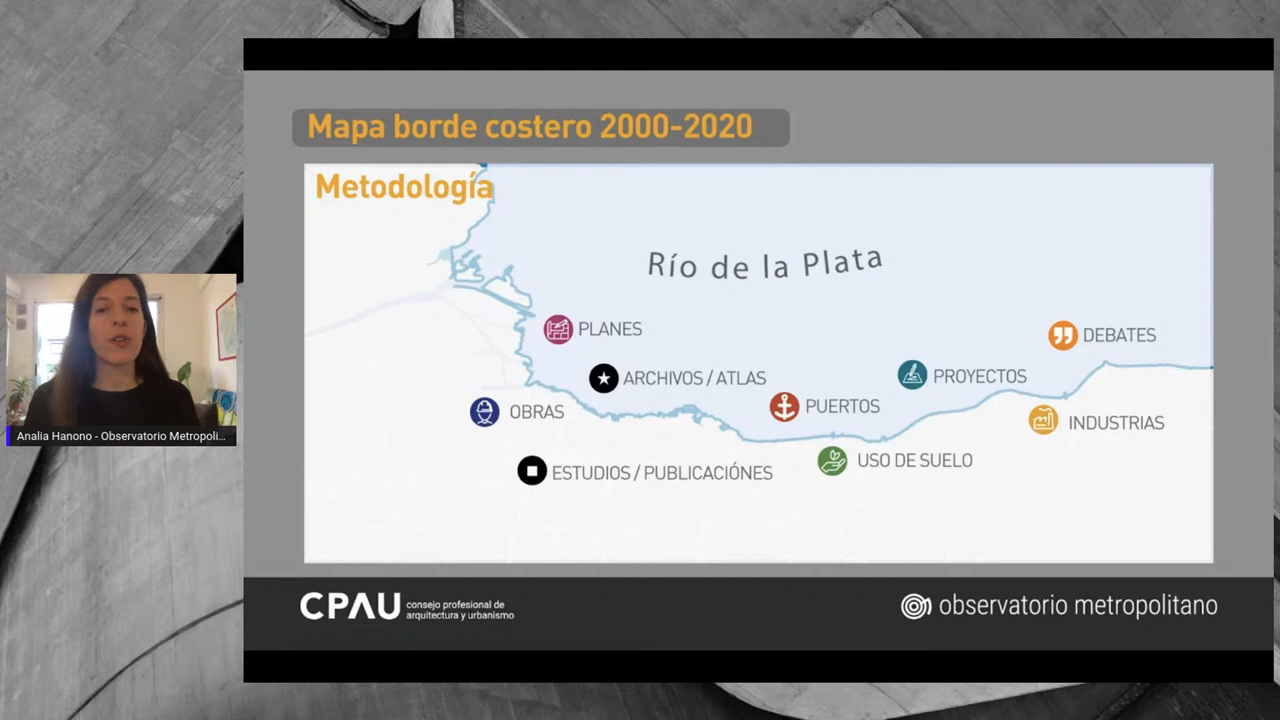 Mapa borde costero 2000-2020
Metodología
Río de la Plata
PLANES
DEBATES
ARCHIVOS / ATLAS
PROYECTOS
OBRAS
PUERTOS
INDUSTRIAS
ESTUDIOS / PUBLICACIÓNES
USO DE SUELO
Analia Hanono - Observatorio Metropoli...
CPAU
consejo profesional de
arquitectura y urbanismo
observatorio metropolitano